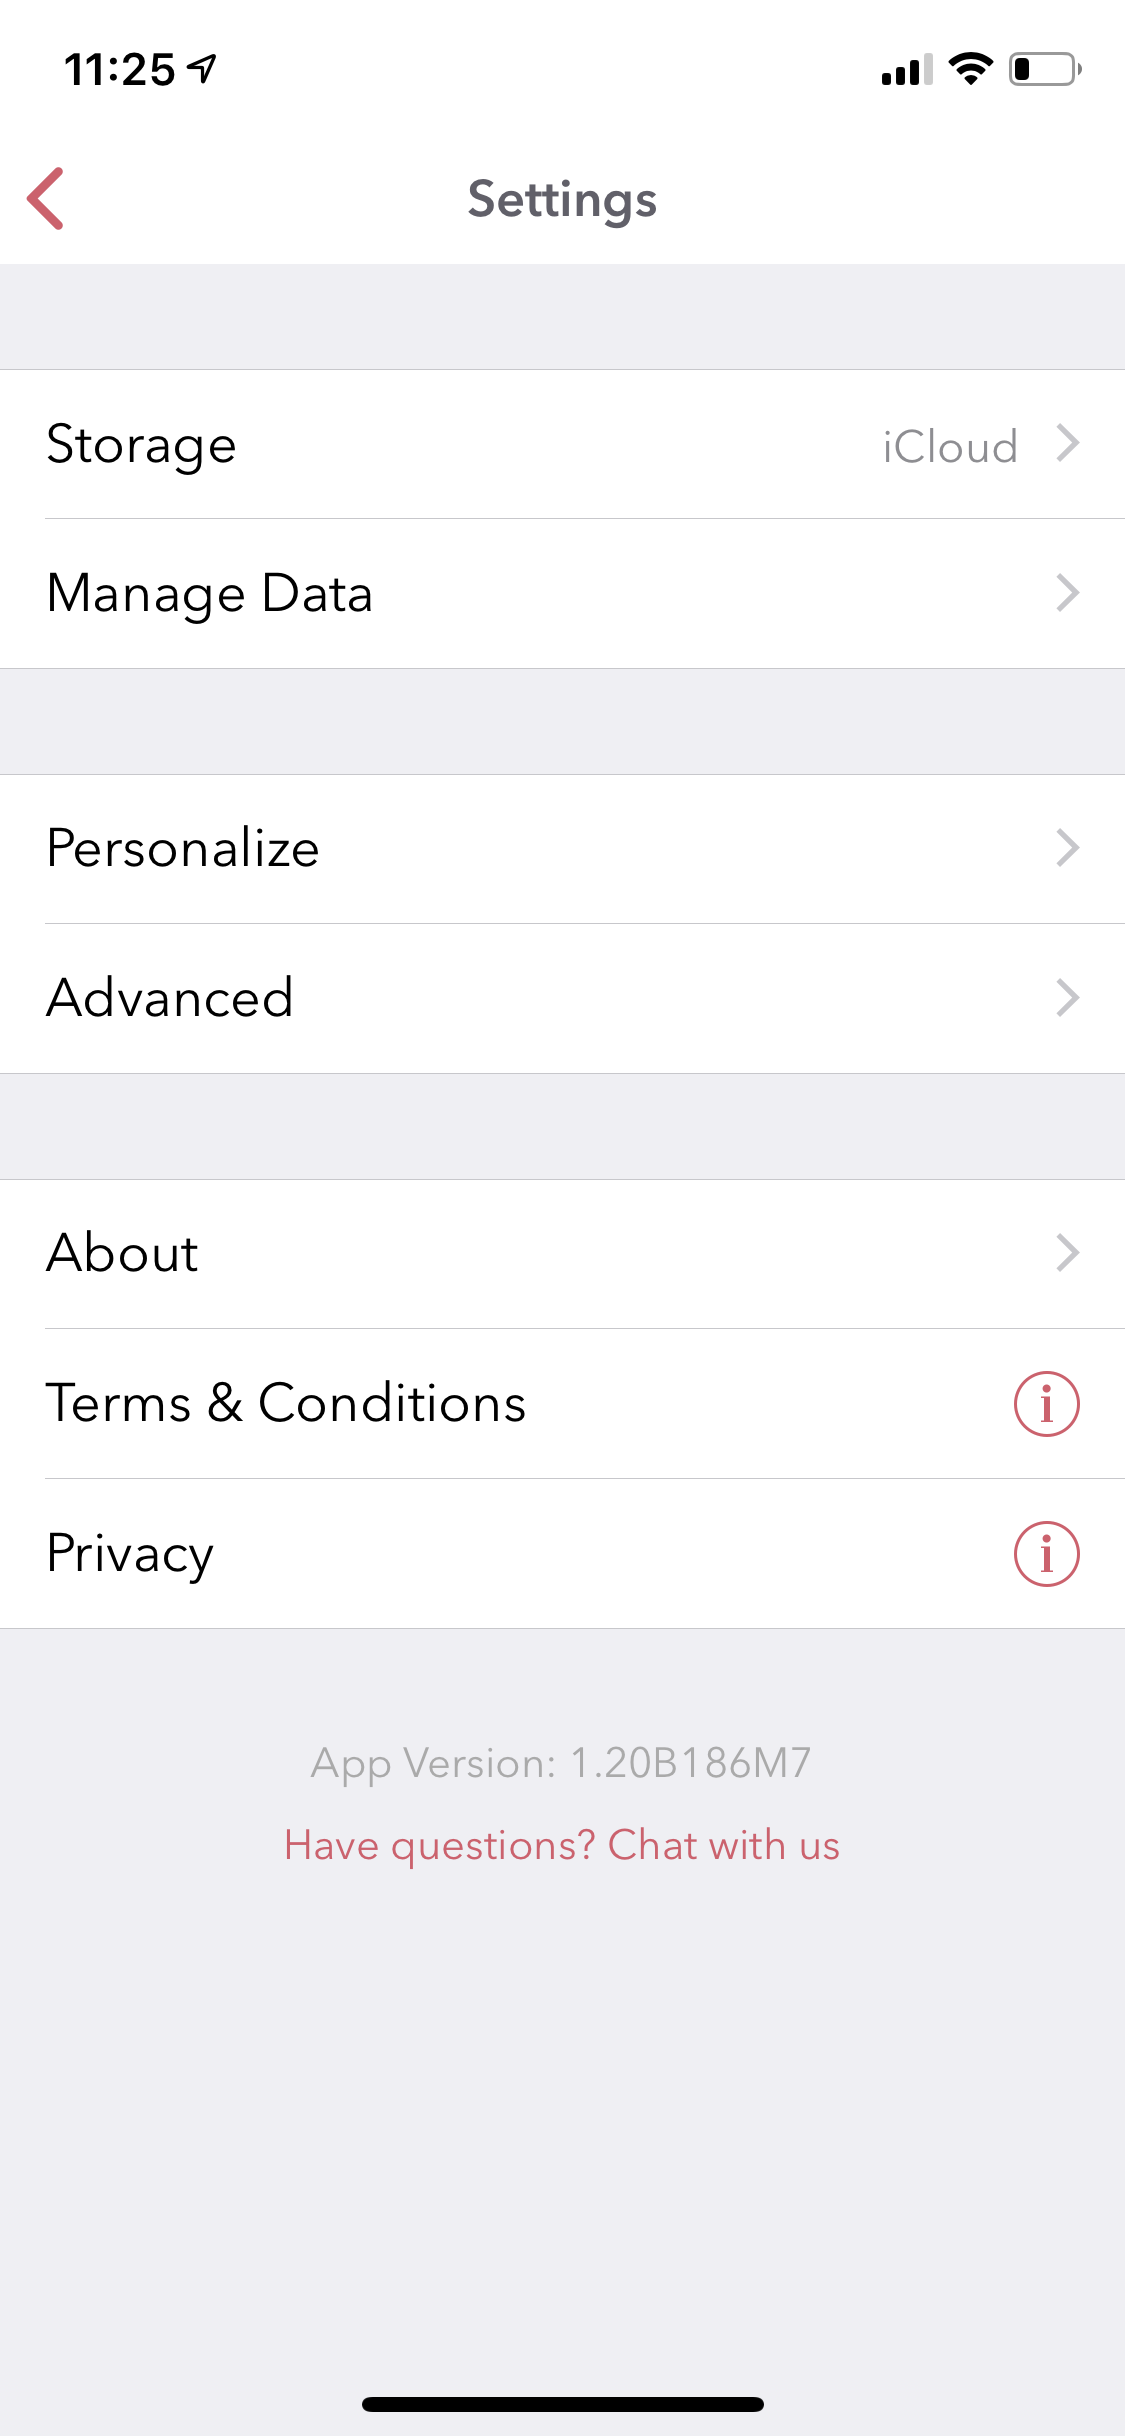 11:25
Settings
Storage iCloud
Manage Data
Personalize
Advanced
About
Terms & Conditions
Privacy
App Version: 1.20B186M7
Have questions? Chat with us